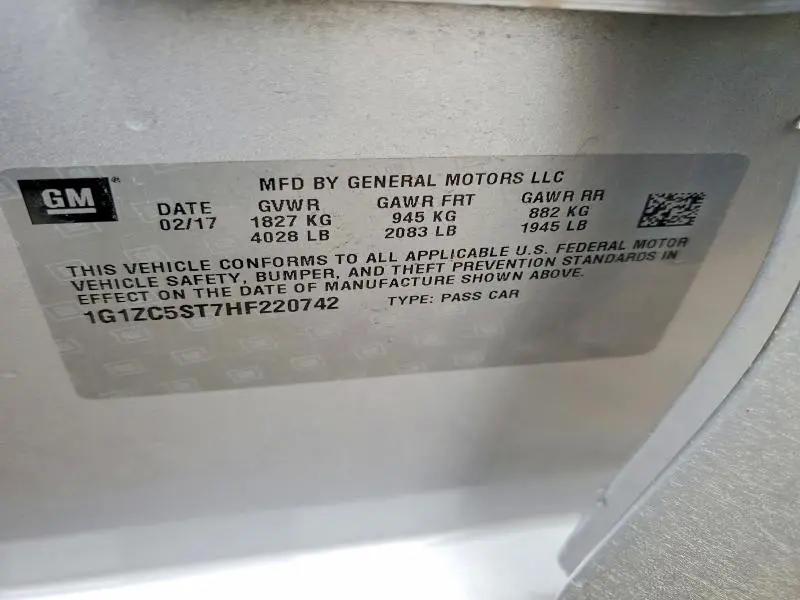 GM
MFD BY GENERAL MOTORS LLC
DATE GVWR GAWR FRT GAWR RR
02/17 1827 KG 945 KG 882 KG
4028 LB 2083 LB 1945 LB
THIS VEHICLE CONFORMS TO ALL APPLICABLE U.S. FEDERAL MOTOR
VEHICLE SAFETY, BUMPER, AND THEFT PREVENTION STANDARDS IN
EFFECT ON THE DATE OF MANUFACTURE SHOWN ABOVE.
1G1ZC5ST7HF220742 TYPE: PASS CAR